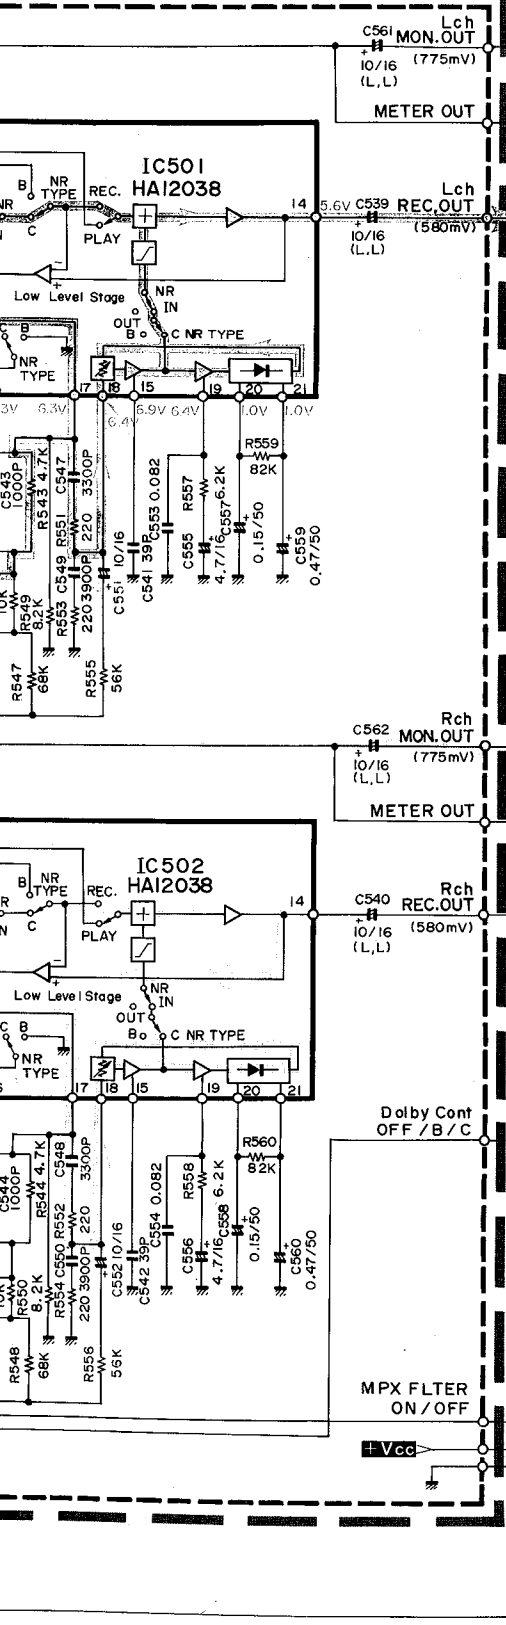 Lch
C561 MON.OUT
+
10/16 (775mV)
(L,L)
METER OUT
IC501
HA12038
NR
TYPE
REC.
B
C
PLAY
14
5.6V
C539
Lch
REC.OUT
+
10/16
(580mV)
(L,L)
Low Level Stage
NR
IN
OUT
B
C NR TYPE
C B
NR
TYPE
17 18 15 19 20 21
6.3V 6.4V 6.9V 6.4V 1.0V 1.0V
C543
1000P
R543 4.7K
C547
3300P
R551
220
C549
3900P
R549
8.2K
R553
220
C551
10/16
C541 39P
C553 0.082
R557
6.2K
C555
4.7/16
C557
0.15/50
R559
82K
C559
0.47/50
R547
68K
R555
56K
Rch
C562 MON.OUT
+
10/16 (775mV)
(L,L)
METER OUT
IC502
HA12038
NR
TYPE
REC.
B
C
PLAY
14
C540
Rch
REC.OUT
+
10/16 (580mV)
(L,L)
Low Level Stage
NR
IN
OUT
B
C NR TYPE
C B
NR
TYPE
17 18 15 19 20 21
C544
1000P
R544 4.7K
C548
3300P
R552
220
C550
3900P
R550
8.2K
R554
220
C552 10/16
C542 39P
C554 0.082
R558
6.2K
C556
4.7/16
C558
0.15/50
R560
82K
C560
0.47/50
R548
68K
R556
56K
Dolby Cont
OFF/B/C
MPX FLTER
ON/OFF
+Vcc